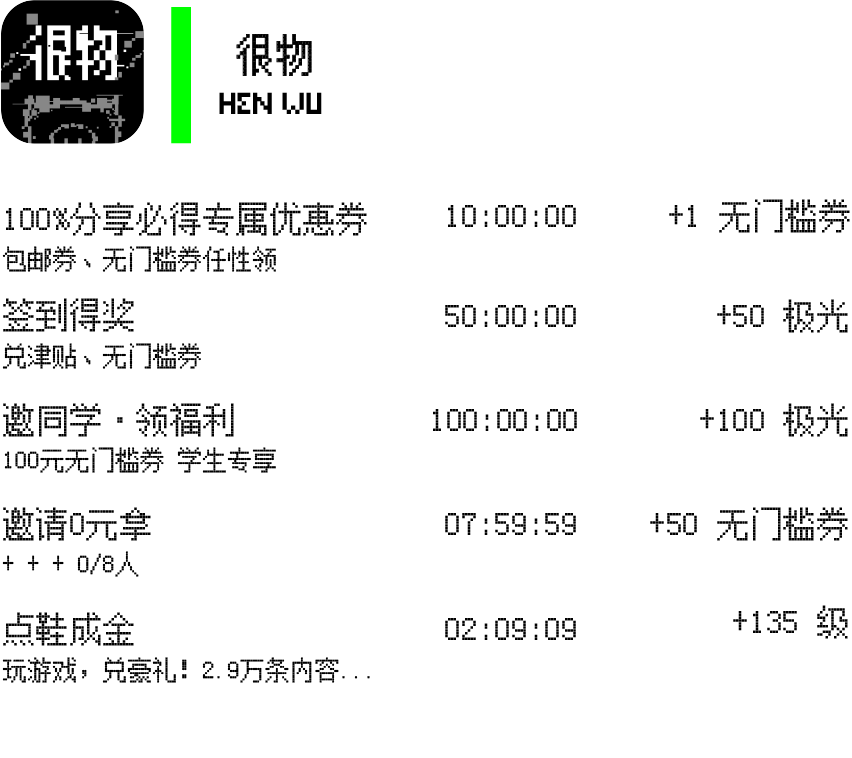 很物
很物
HEN WU
100%分享必得专属优惠券 10:00:00 +1 无门槛券
包邮券、无门槛券任性领
签到得奖 50:00:00 +50 极光
兑津贴、无门槛券
邀同学·领福利 100:00:00 +100 极光
100元无门槛券 学生专享
邀请0元拿 07:59:59 +50 无门槛券
+ + + 0/8人
点鞋成金 02:09:09 +135 级
玩游戏，兑豪礼！2.9万条内容...